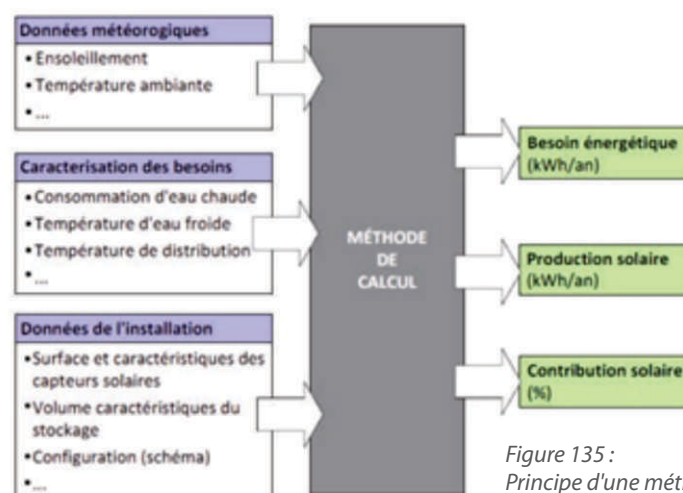 Données météorogiques
• Ensoleillement
• Température ambiante
• ...
Caracterisation des besoins
• Consommation d'eau chaude
• Température d'eau froide
• Température de distribution
• ...
Données de l'installation
• Surface et caractéristiques des
capteurs solaires
• Volume caractéristiques du
stockage
• Configuration (schéma)
• ...
MÉTHODE
DE
CALCUL
Besoin énergétique
(kWh/an)
Production solaire
(kWh/an)
Contribution solaire
(%)
Figure 135 :
Principe d'une mét